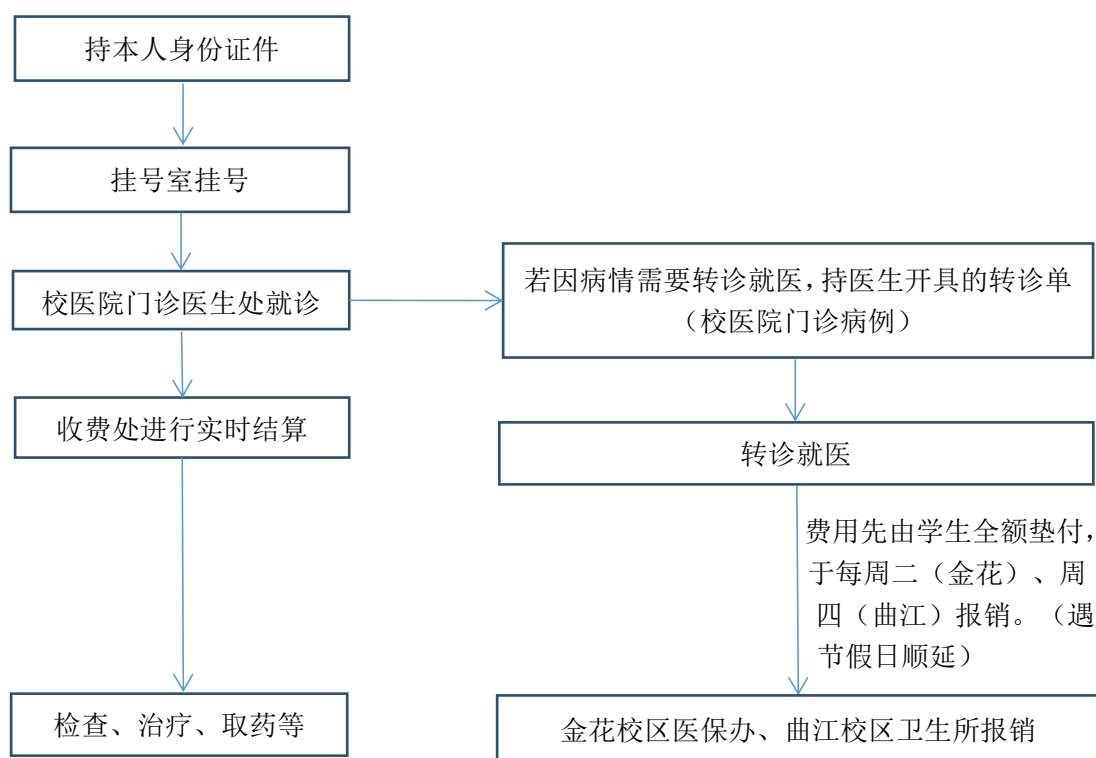 持本人身份证件
挂号室挂号
校医院门诊医生处就诊
收费处进行实时结算
检查、治疗、取药等
若因病情需要转诊就医，持医生开具的转诊单
（校医院门诊病例）
转诊就医
费用先由学生全额垫付，
于每周二（金花）、周
四（曲江）报销。（遇
节假日顺延）
金花校区医保办、曲江校区卫生所报销